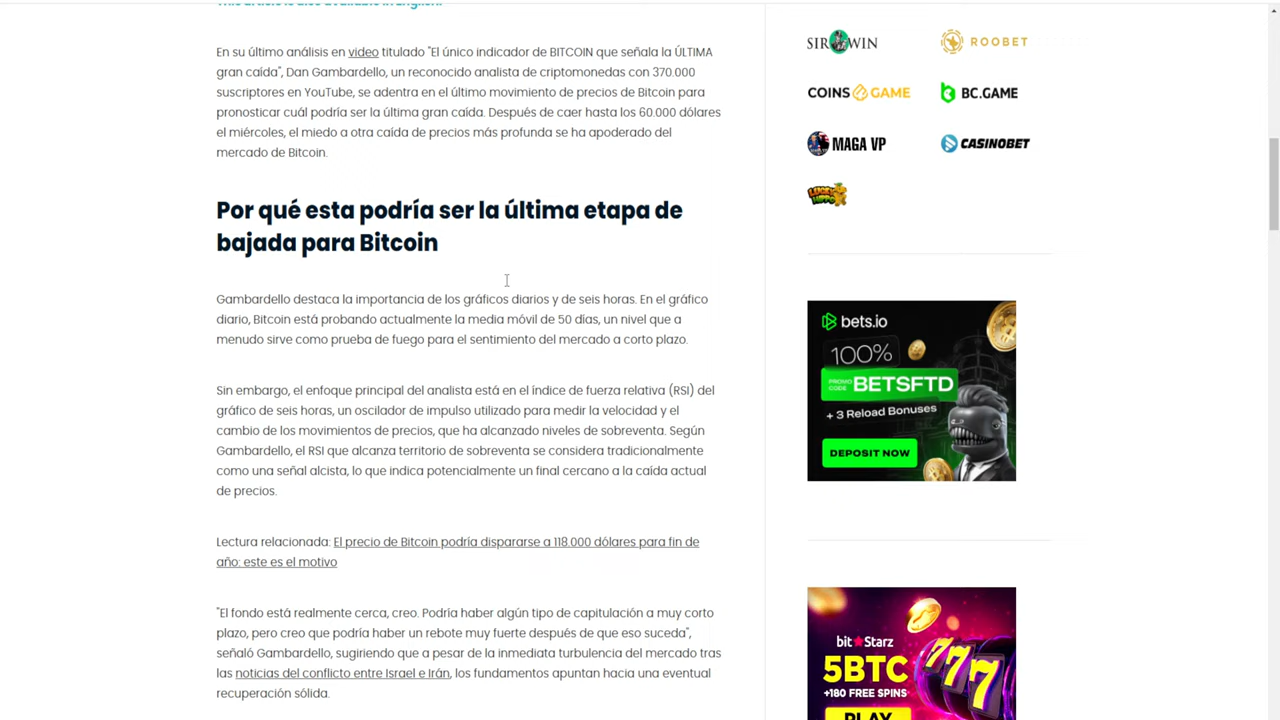 This article is also available in English.
En su último análisis en video titulado "El único indicador de BITCOIN que señala la ÚLTIMA
gran caída", Dan Gambardello, un reconocido analista de criptomonedas con 370.000
suscriptores en YouTube, se adentra en el último movimiento de precios de Bitcoin para
pronosticar cuál podría ser la última gran caída. Después de caer hasta los 60.000 dólares
el miércoles, el miedo a otra caída de precios más profunda se ha apoderado del
mercado de Bitcoin.
Por qué esta podría ser la última etapa de
bajada para Bitcoin
Gambardello destaca la importancia de los gráficos diarios y de seis horas. En el gráfico
diario, Bitcoin está probando actualmente la media móvil de 50 días, un nivel que a
menudo sirve como prueba de fuego para el sentimiento del mercado a corto plazo.
Sin embargo, el enfoque principal del analista está en el índice de fuerza relativa (RSI) del
gráfico de seis horas, un oscilador de impulso utilizado para medir la velocidad y el
cambio de los movimientos de precios, que ha alcanzado niveles de sobreventa. Según
Gambardello, el RSI que alcanza territorio de sobreventa se considera tradicionalmente
como una señal alcista, lo que indica potencialmente un final cercano a la caída actual
de precios.
Lectura relacionada: El precio de Bitcoin podría dispararse a 118.000 dólares para fin de
año: este es el motivo
"El fondo está realmente cerca, creo. Podría haber algún tipo de capitulación a muy corto
plazo, pero creo que podría haber un rebote muy fuerte después de que eso suceda",
señaló Gambardello, sugiriendo que a pesar de la inmediata turbulencia del mercado tras
las noticias del conflicto entre Israel e Irán, los fundamentos apuntan hacia una eventual
recuperación sólida.
SIR WIN
ROOBET
COINS GAME
BC.GAME
MAGA VP
CASINOBET
LUCKY
HIPPO
bets.io
100%
PROMO
CODE BETSFTD
+ 3 Reload Bonuses
DEPOSIT NOW
bitStarz
5BTC
+180 FREE SPINS
777
PLAY